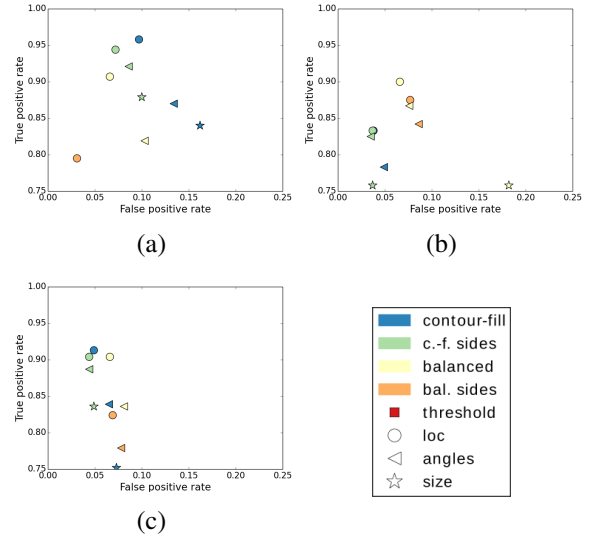 1.00
0.95
0.90
0.85
0.80
0.75
True positive rate
0.00 0.05 0.10 0.15 0.20 0.25
False positive rate
(a)
1.00
0.95
0.90
0.85
0.80
0.75
True positive rate
0.00 0.05 0.10 0.15 0.20 0.25
False positive rate
(b)
1.00
0.95
0.90
0.85
0.80
0.75
True positive rate
0.00 0.05 0.10 0.15 0.20 0.25
False positive rate
(c)
contour-fill
c.-f. sides
balanced
bal. sides
threshold
loc
angles
size